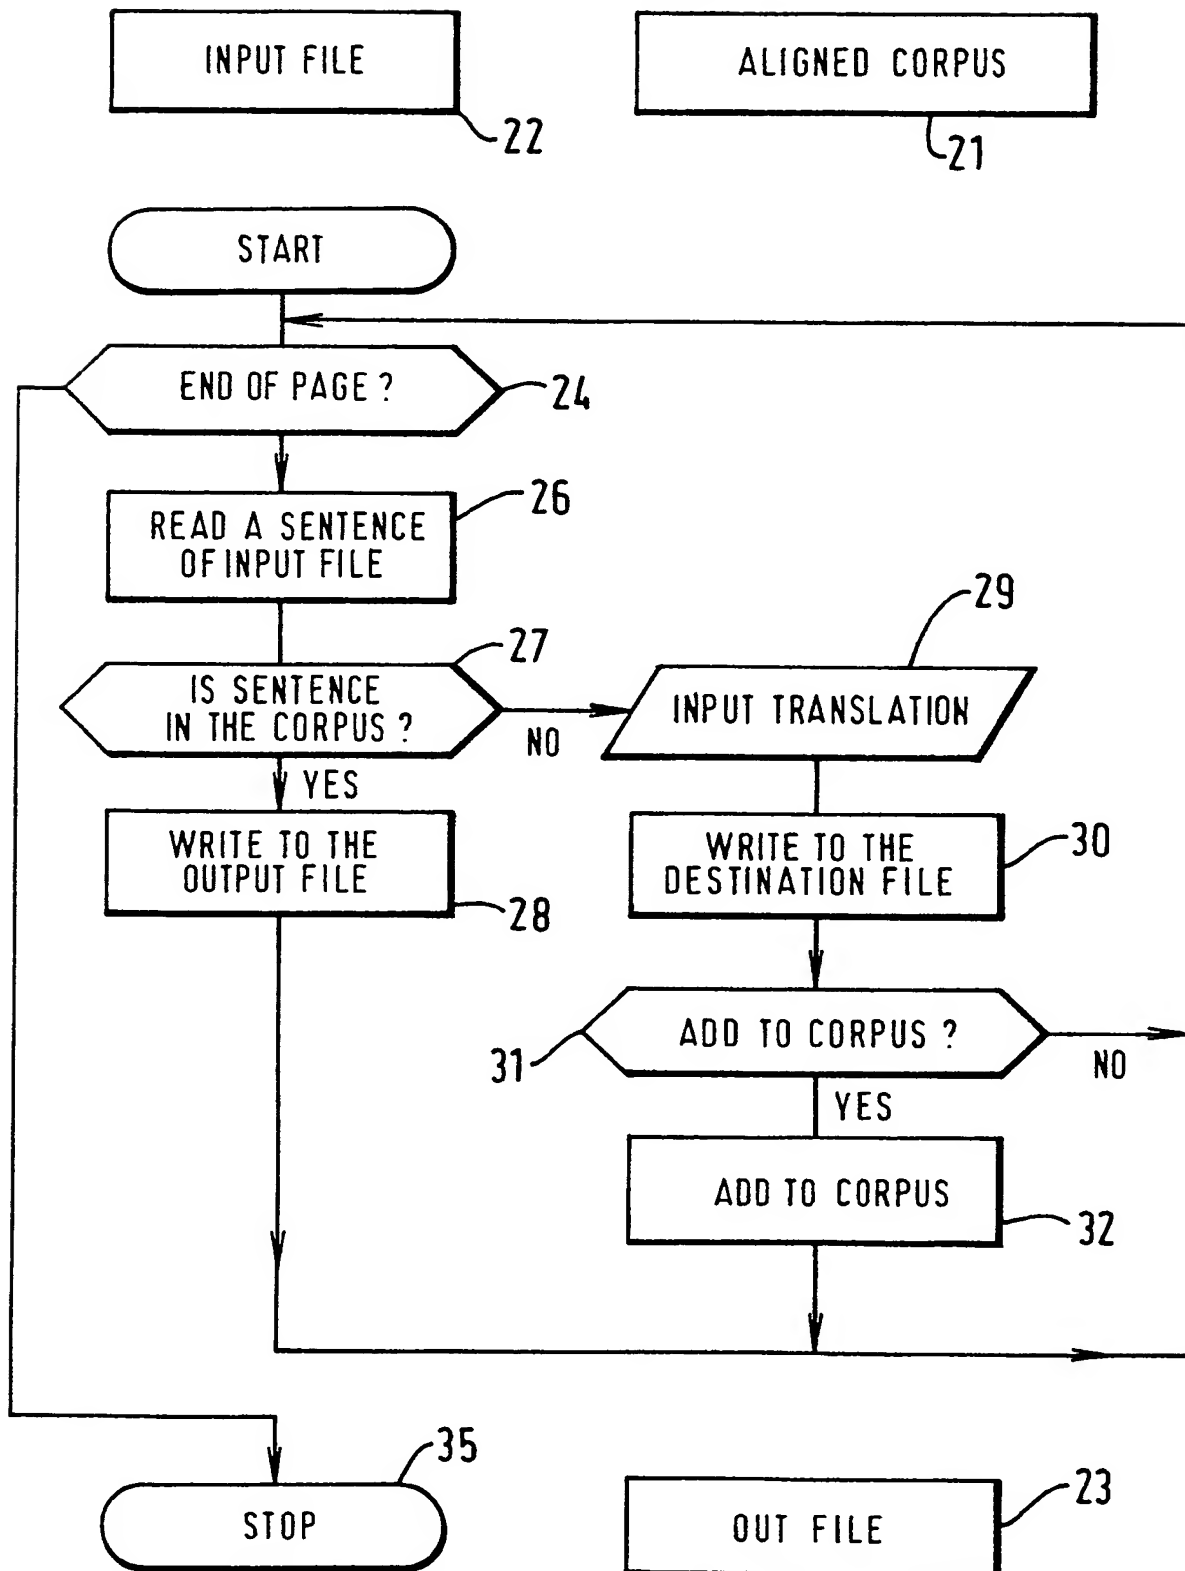 INPUT FILE
22
ALIGNED CORPUS
21
START
END OF PAGE ?
24
READ A SENTENCE
OF INPUT FILE
26
IS SENTENCE
IN THE CORPUS ?
27
NO
YES
INPUT TRANSLATION
29
WRITE TO THE
OUTPUT FILE
28
WRITE TO THE
DESTINATION FILE
30
ADD TO CORPUS ?
31
NO
YES
ADD TO CORPUS
32
STOP
35
OUT FILE
23